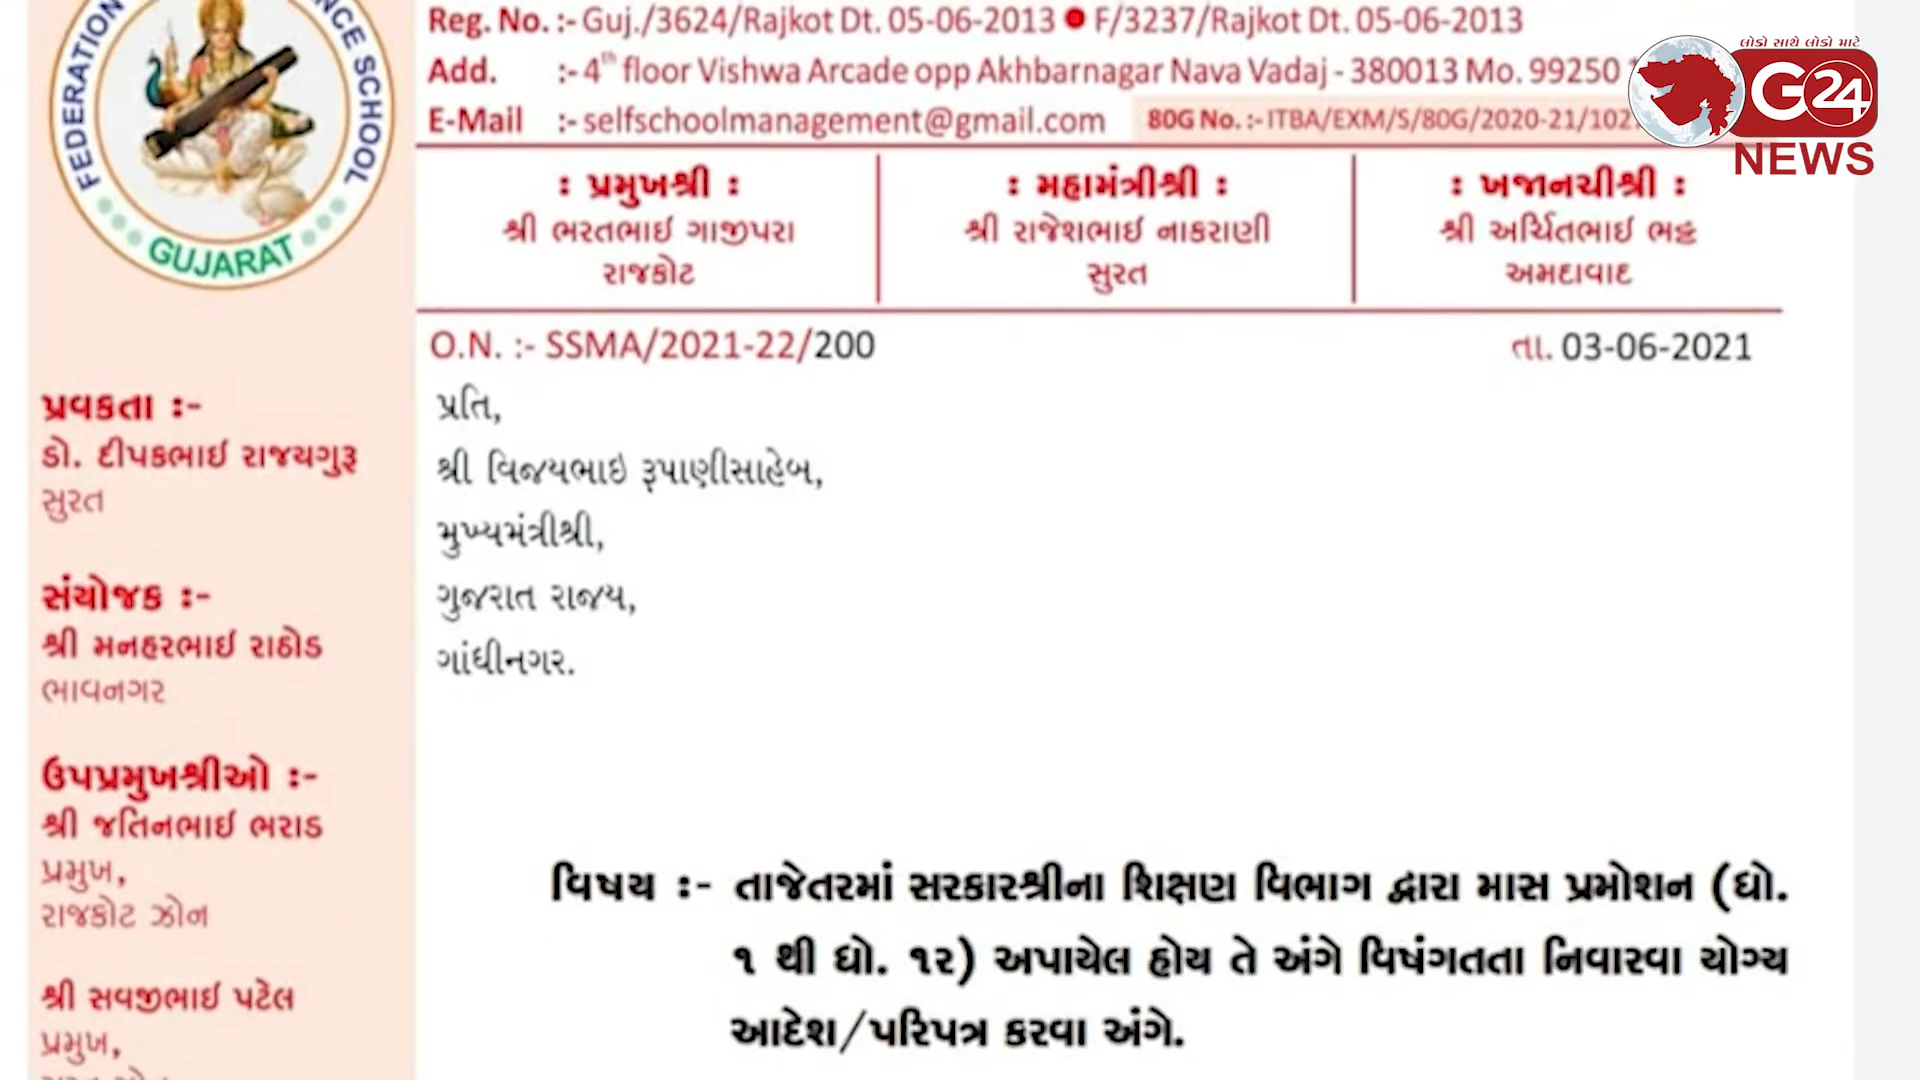 FEDERATION
NCE SCHOOL
GUJARAT
Reg. No. :- Guj./3624/Rajkot Dt. 05-06-2013 ● F/3237/Rajkot Dt. 05-06-2013
Add. :- 4th floor Vishwa Arcade opp Akhbarnagar Nava Vadaj - 380013 Mo. 99250
E-Mail :- selfschoolmanagement@gmail.com 80G No. :- ITBA/EXM/S/80G/2020-21/102
લોકો સાથે લોકો માટે
G24
NEWS
: પ્રમુખશ્રી :
શ્રી ભરતભાઈ ગાજીપરા
રાજકોટ
: મહામંત્રીશ્રી :
શ્રી રાજેશભાઈ નાકરાણી
સુરત
: ખજાનચીશ્રી :
શ્રી અર્ચિતભાઈ ભટ્ટ
અમદાવાદ
O.N. :- SSMA/2021-22/200
તા. 03-06-2021
પ્રવકતા :-
ડો. દીપકભાઈ રાજયગુરૂ
સુરત
સંયોજક :-
શ્રી મનહરભાઈ રાઠોડ
ભાવનગર
ઉપપ્રમુખશ્રીઓ :-
શ્રી જતિનભાઈ ભરાડ
પ્રમુખ,
રાજકોટ ઝોન
શ્રી સવજીભાઈ પટેલ
પ્રમુખ,
પ્રતિ,
શ્રી વિજયભાઇ રૂપાણીસાહેબ,
મુખ્યમંત્રીશ્રી,
ગુજરાત રાજય,
ગાંધીનગર.
વિષય :- તાજેતરમાં સરકારશ્રીના શિક્ષણ વિભાગ દ્વારા માસ પ્રમોશન (ધો.
૧ થી ધો. ૧૨) અપાયેલ હોય તે અંગે વિષંગતતા નિવારવા યોગ્ય
આદેશ/પરિપત્ર કરવા અંગે.